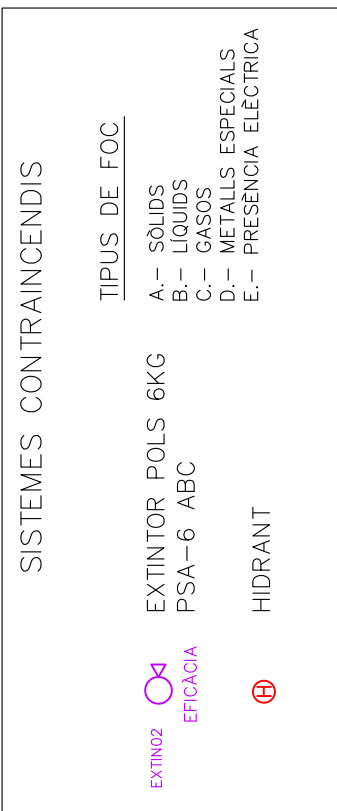 SISTEMES CONTRAINCENDIS
TIPUS DE FOC
EXTIN02
EFICÀCIA
EXTINTOR POLS 6KG
PSA-6 ABC
A.- SÒLIDS
B.- LÍQUIDS
C.- GASOS
D.- METALLS ESPECIALS
E.- PRESÈNCIA ELÈCTRICA
H
HIDRANT